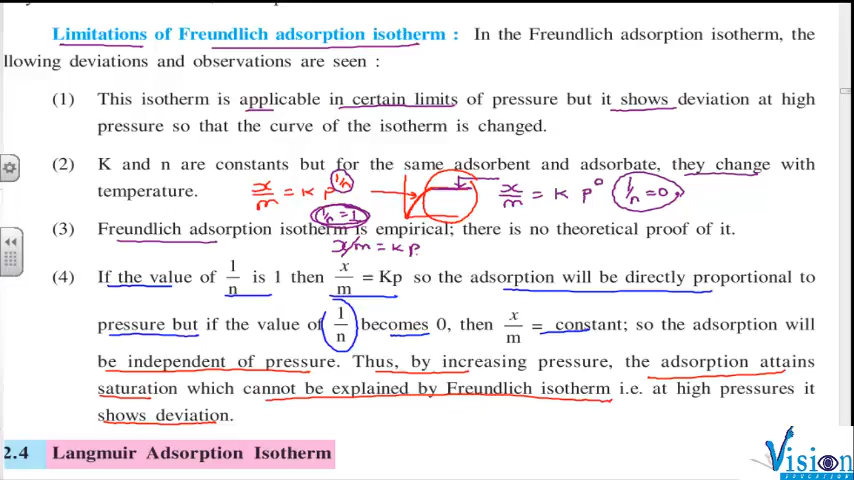 Limitations of Freundlich adsorption isotherm : In the Freundlich adsorption isotherm, the
llowing deviations and observations are seen :
(1) This isotherm is applicable in certain limits of pressure but it shows deviation at high
pressure so that the curve of the isotherm is changed.
(2) K and n are constants but for the same adsorbent and adsorbate, they change with
temperature. x/m = K p^1/n x/m = K p^0 (1/n = 0)
1/n = 1
(3) Freundlich adsorption isotherm is empirical; there is no theoretical proof of it.
x/m = K p
(4) If the value of 1/n is 1 then x/m = Kp so the adsorption will be directly proportional to
pressure but if the value of 1/n becomes 0, then x/m = constant; so the adsorption will
be independent of pressure. Thus, by increasing pressure, the adsorption attains
saturation which cannot be explained by Freundlich isotherm i.e. at high pressures it
shows deviation.
2.4 Langmuir Adsorption Isotherm
Vision
EDUCATION